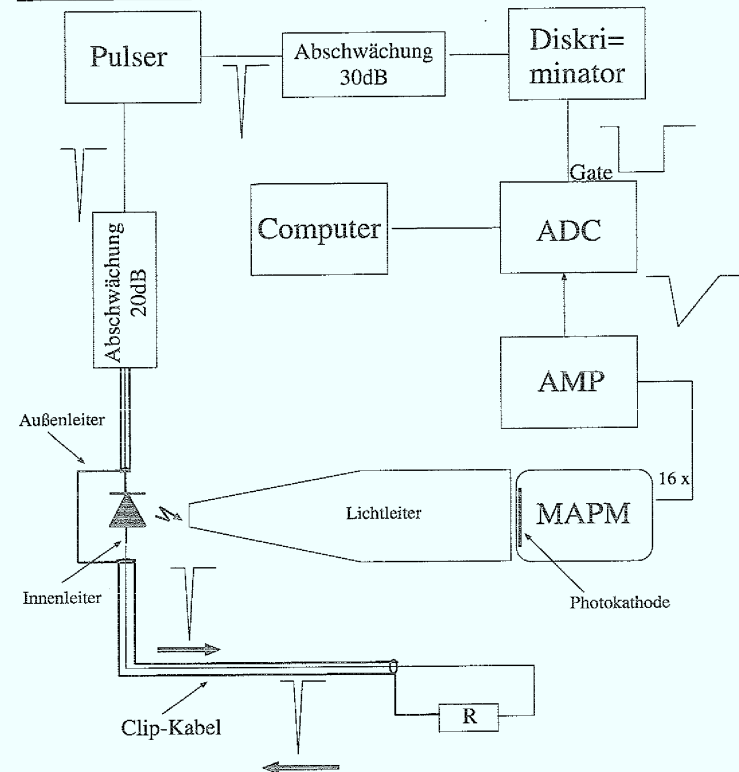 Pulser
Abschwächung
30dB
Diskri=
minator
Gate
Computer
ADC
Abschwächung
20dB
AMP
Außenleiter
16 x
Lichtleiter
MAPM
Innenleiter
Photokathode
R
Clip-Kabel